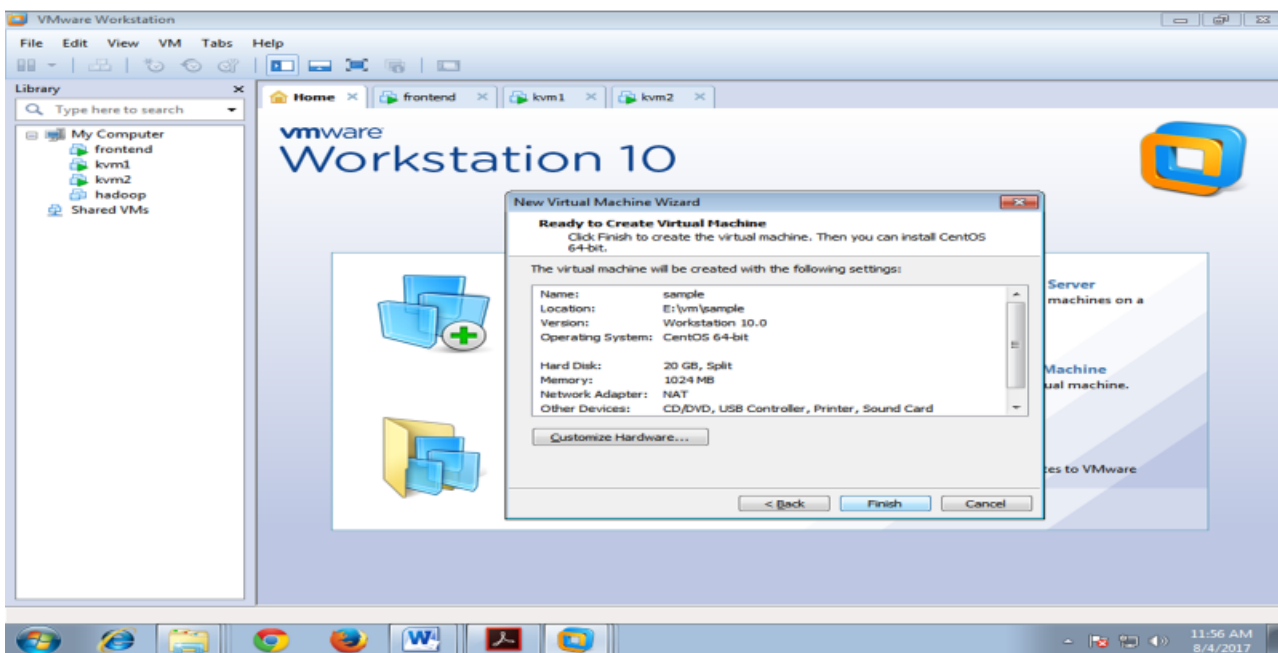 VMware Workstation
File Edit View VM Tabs Help
Library
Type here to search
My Computer
frontend
kvm1
kvm2
hadoop
Shared VMs
Home
frontend
kvm1
kvm2
vmware
Workstation 10
New Virtual Machine Wizard
Ready to Create Virtual Machine
Click Finish to create the virtual machine. Then you can install CentOS
64-bit.
The virtual machine will be created with the following settings:
Name: sample
Location: E:\vm\sample
Version: Workstation 10.0
Operating System: CentOS 64-bit
Hard Disk: 20 GB, Split
Memory: 1024 MB
Network Adapter: NAT
Other Devices: CD/DVD, USB Controller, Printer, Sound Card
Customize Hardware...
< Back Finish Cancel
Server
machines on a
Machine
ual machine.
es to VMware
11:56 AM
8/4/2017